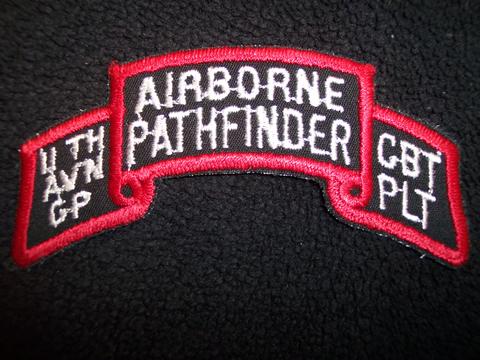 11 TH
AVN
GP
AIRBORNE
PATHFINDER
CBT
PLT